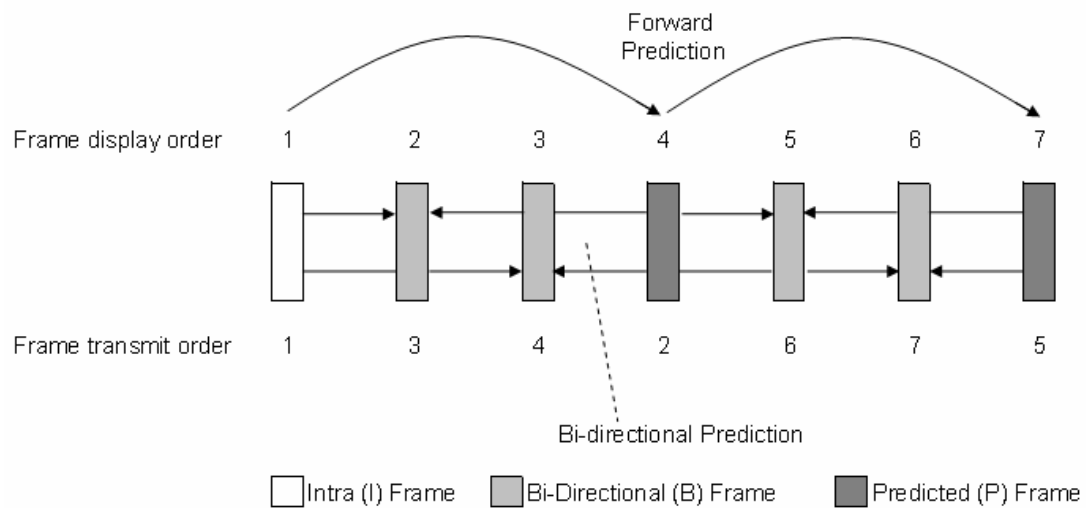 Forward
Prediction
Frame display order 1 2 3 4 5 6 7
Frame transmit order 1 3 4 2 6 7 5
Bi-directional Prediction
Intra (I) Frame Bi-Directional (B) Frame Predicted (P) Frame